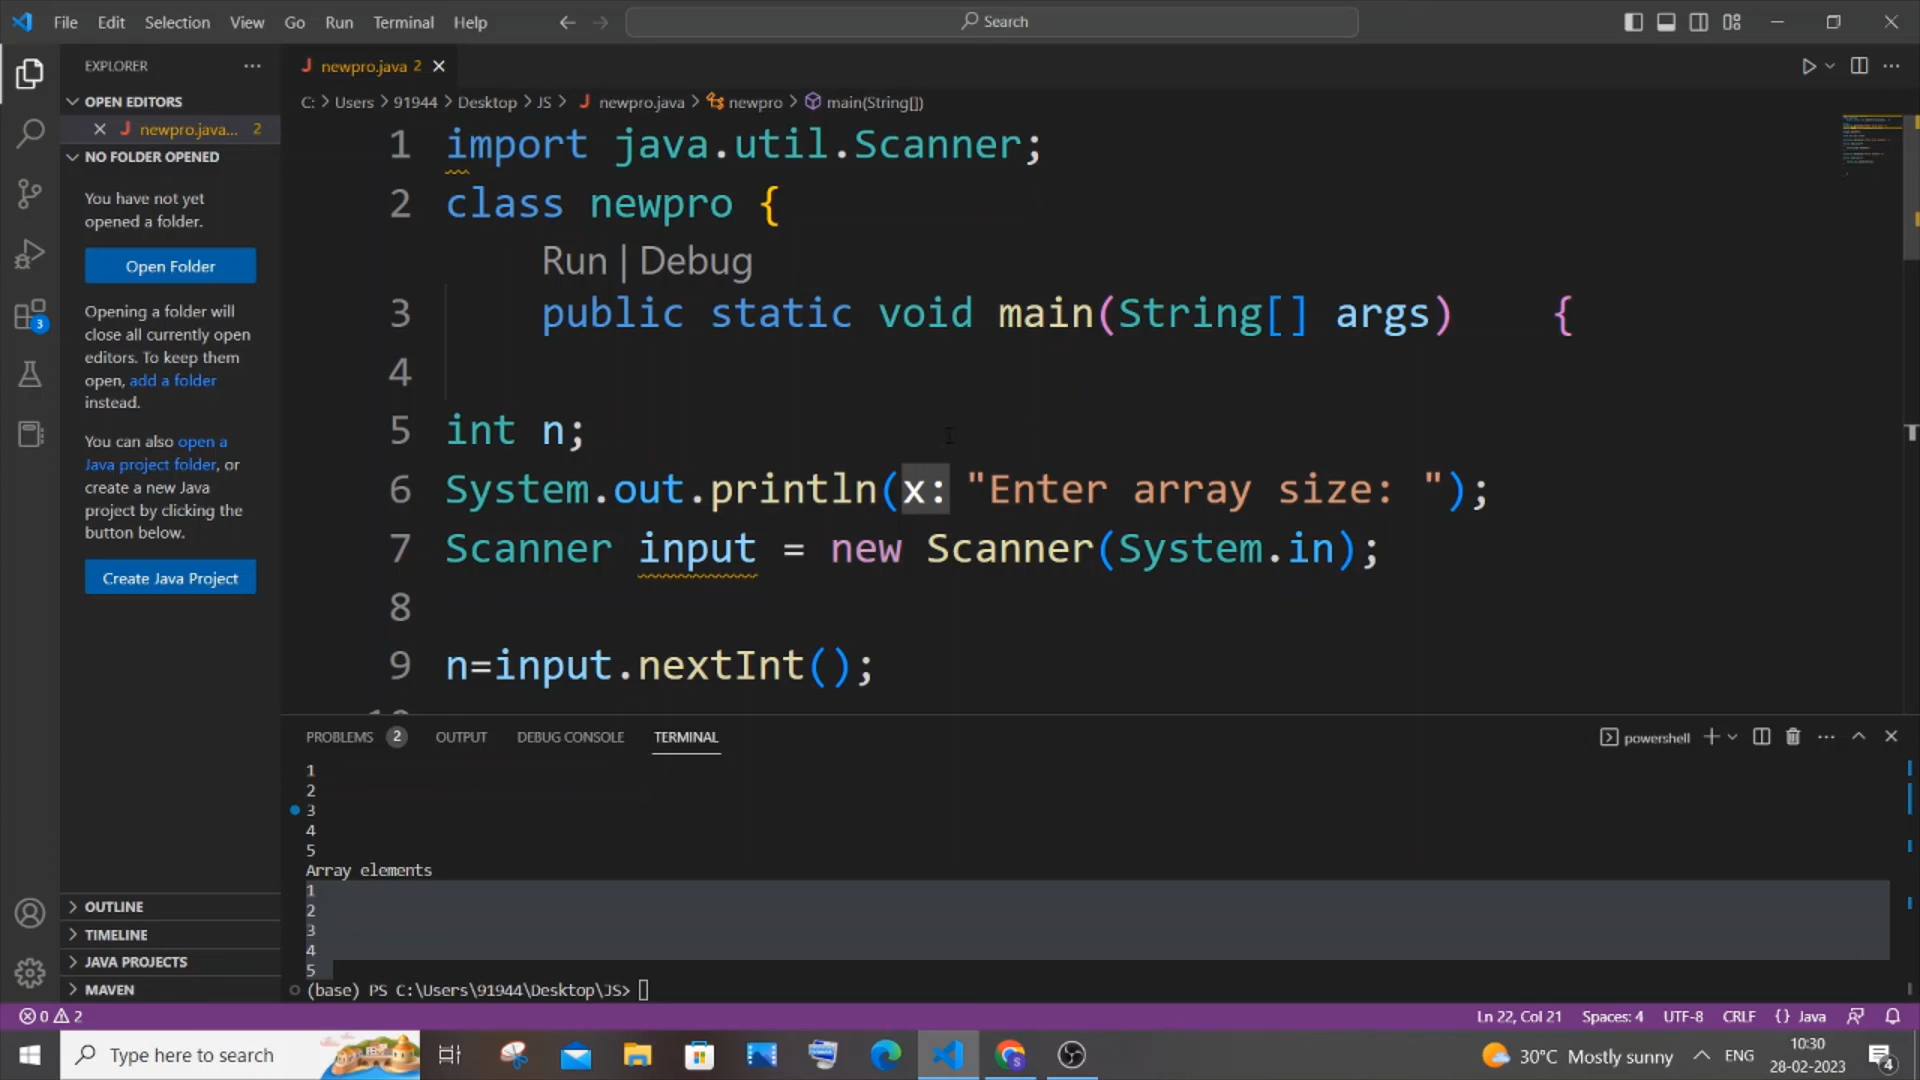 File Edit Selection View Go Run Terminal Help
Search
EXPLORER
OPEN EDITORS
newpro.java... 2
NO FOLDER OPENED
You have not yet
opened a folder.
Open Folder
Opening a folder will
close all currently open
editors. To keep them
open, add a folder
instead.
You can also open a
Java project folder, or
create a new Java
project by clicking the
button below.
Create Java Project
OUTLINE
TIMELINE
JAVA PROJECTS
MAVEN
3
newpro.java 2
C: > Users > 91944 > Desktop > JS > newpro.java > newpro > main(String[])
1 import java.util.Scanner;
2 class newpro {
Run | Debug
3 public static void main(String[] args) {
4
5 int n;
6 System.out.println(x: "Enter array size: ");
7 Scanner input = new Scanner(System.in);
8
9 n=input.nextInt();
PROBLEMS 2 OUTPUT DEBUG CONSOLE TERMINAL
powershell
1
2
3
4
5
Array elements
1
2
3
4
5
(base) PS C:\Users\91944\Desktop\JS>
0 2
Ln 22, Col 21 Spaces: 4 UTF-8 CRLF {} Java
Type here to search
30°C Mostly sunny
ENG
10:30
28-02-2023
4